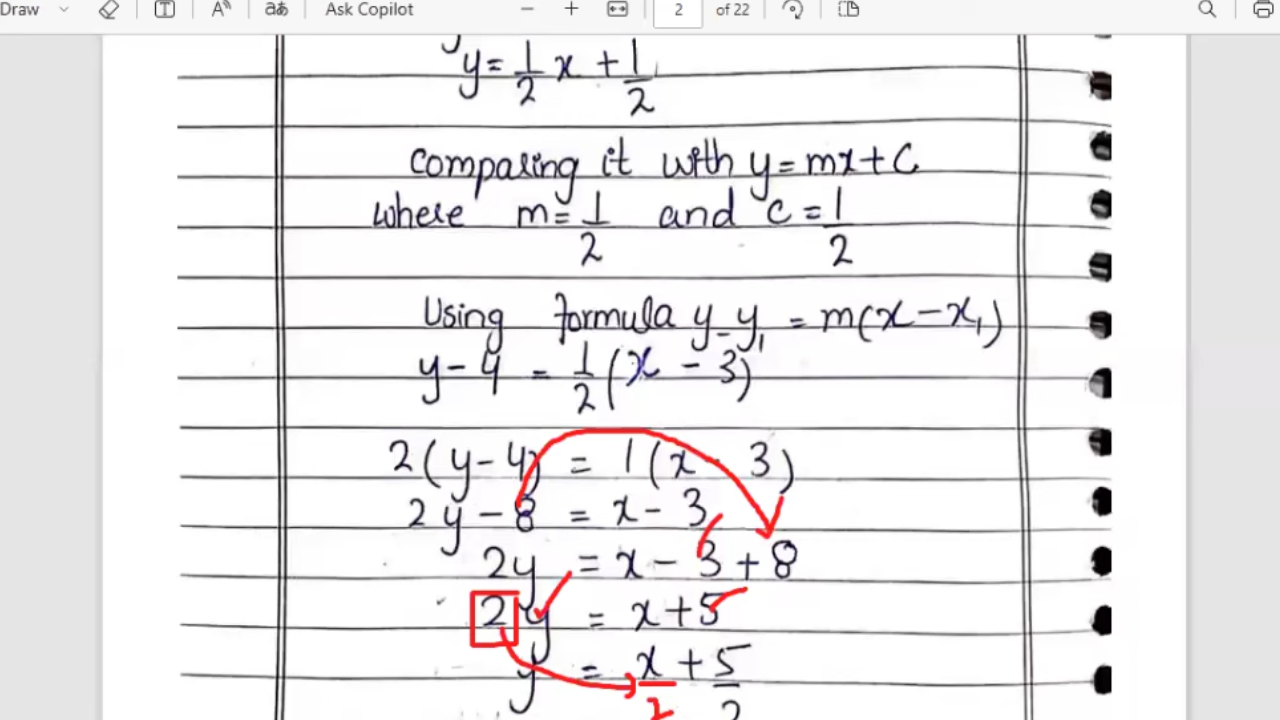 Draw aあ Ask Copilot 2 of 22
y = 1/2 x + 1/2
Comparing it with y = mx + C
where m = 1/2 and c = 1/2
Using formula y - y₁ = m(x - x₁)
y - 4 = 1/2 (x - 3)
2(y - 4) = 1(x - 3)
2y - 8 = x - 3
2y = x - 3 + 8
2y = x + 5
y = x/2 + 5/2